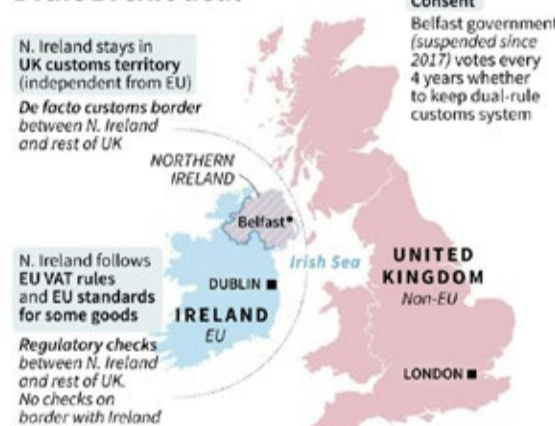 Consent
Belfast government
(suspended since
2017) votes every
4 years whether
to keep dual-rule
customs system
N. Ireland stays in
UK customs territory
(independent from EU)
De facto customs border
between N. Ireland
and rest of UK
NORTHERN
IRELAND
Belfast
Irish Sea
UNITED
KINGDOM
Non-EU
DUBLIN
IRELAND
EU
LONDON
N. Ireland follows
EU VAT rules
and EU standards
for some goods
Regulatory checks
between N. Ireland
and rest of UK.
No checks on
border with Ireland